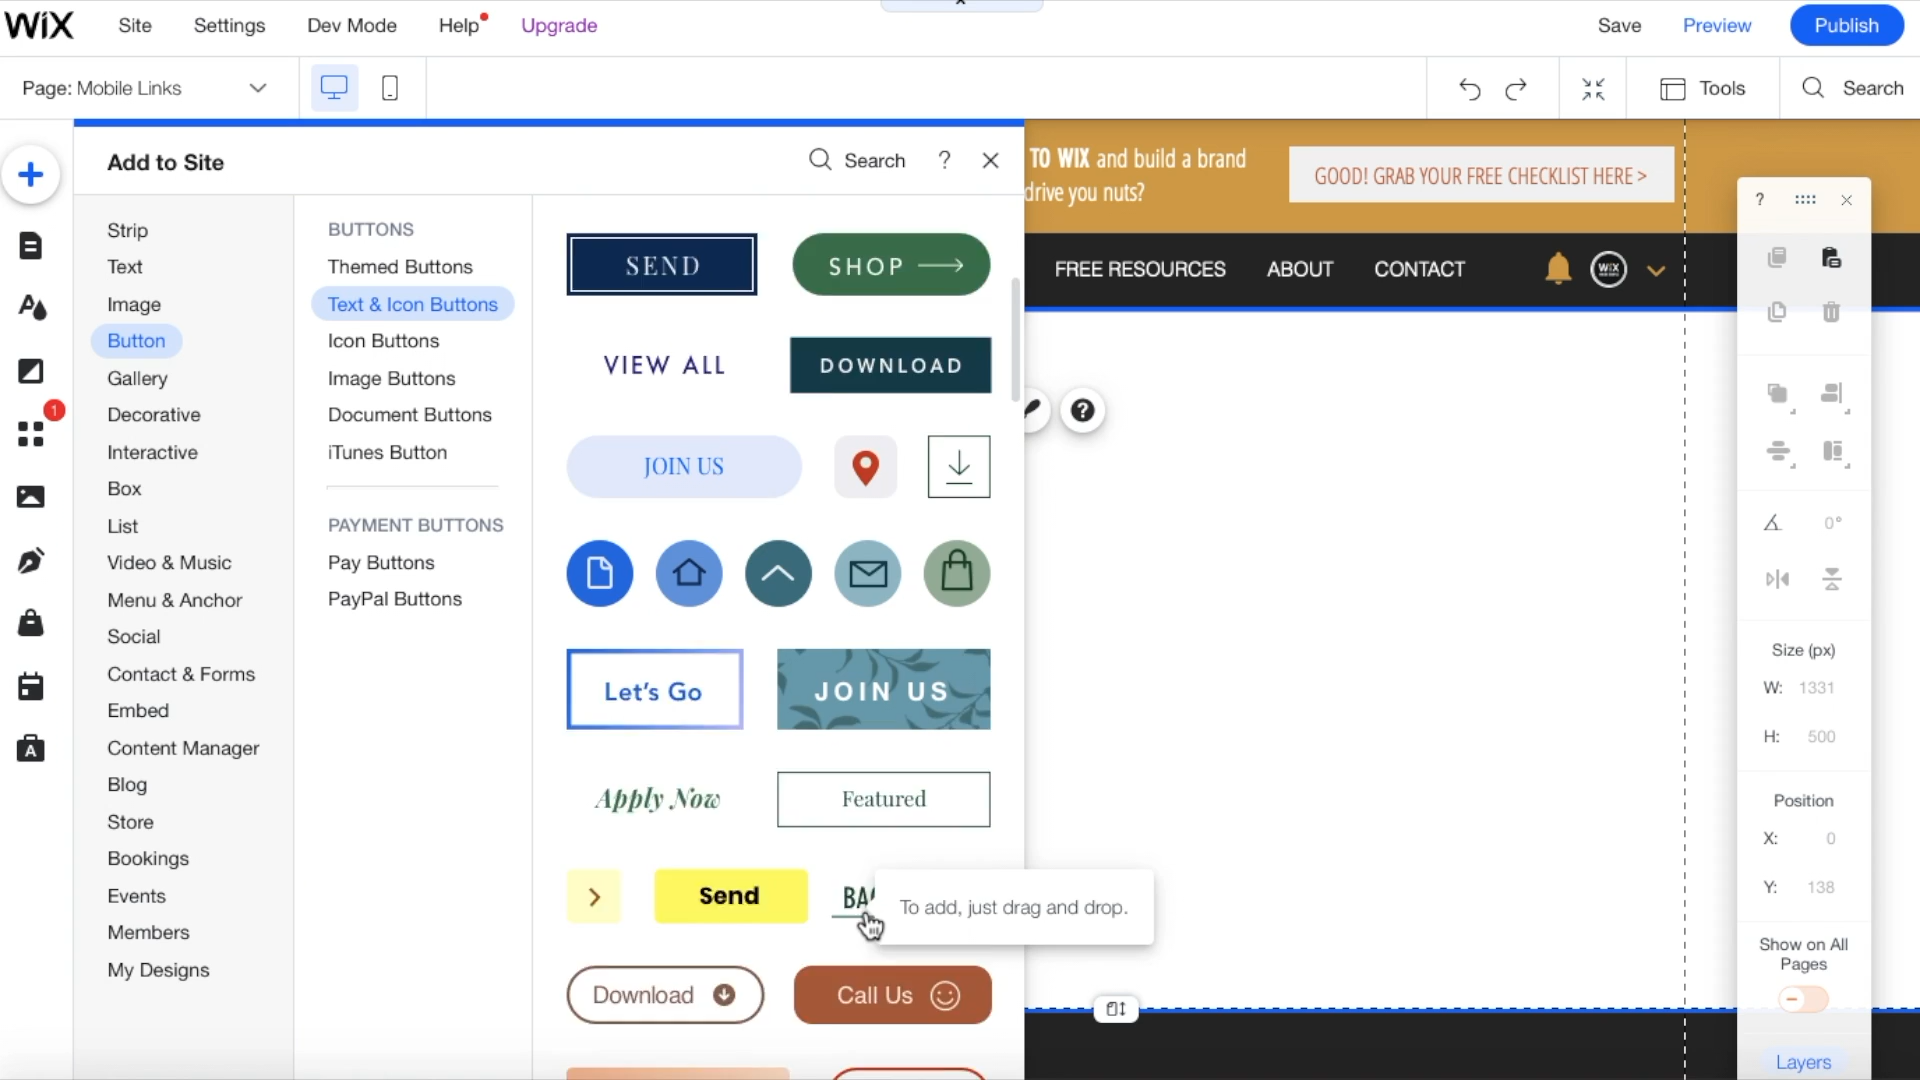 WiX
Site
Settings
Dev Mode
Help
Upgrade
Save
Preview
Publish
Page: Mobile Links
Tools
Search
Add to Site
Search
?
TO WIX and build a brand
drive you nuts?
GOOD! GRAB YOUR FREE CHECKLIST HERE >
FREE RESOURCES
ABOUT
CONTACT
WiX
1
Strip
Text
Image
Button
Gallery
Decorative
Interactive
Box
List
Video & Music
Menu & Anchor
Social
Contact & Forms
Embed
Content Manager
Blog
Store
Bookings
Events
Members
My Designs
BUTTONS
Themed Buttons
Text & Icon Buttons
Icon Buttons
Image Buttons
Document Buttons
iTunes Button
PAYMENT BUTTONS
Pay Buttons
PayPal Buttons
SEND
SHOP
VIEW ALL
DOWNLOAD
JOIN US
Let's Go
JOIN US
Apply Now
Featured
Send
To add, just drag and drop.
Download
Call Us
?
?
0°
Size (px)
W: 1331
H: 500
Position
X: 0
Y: 138
Show on All
Pages
Layers
A